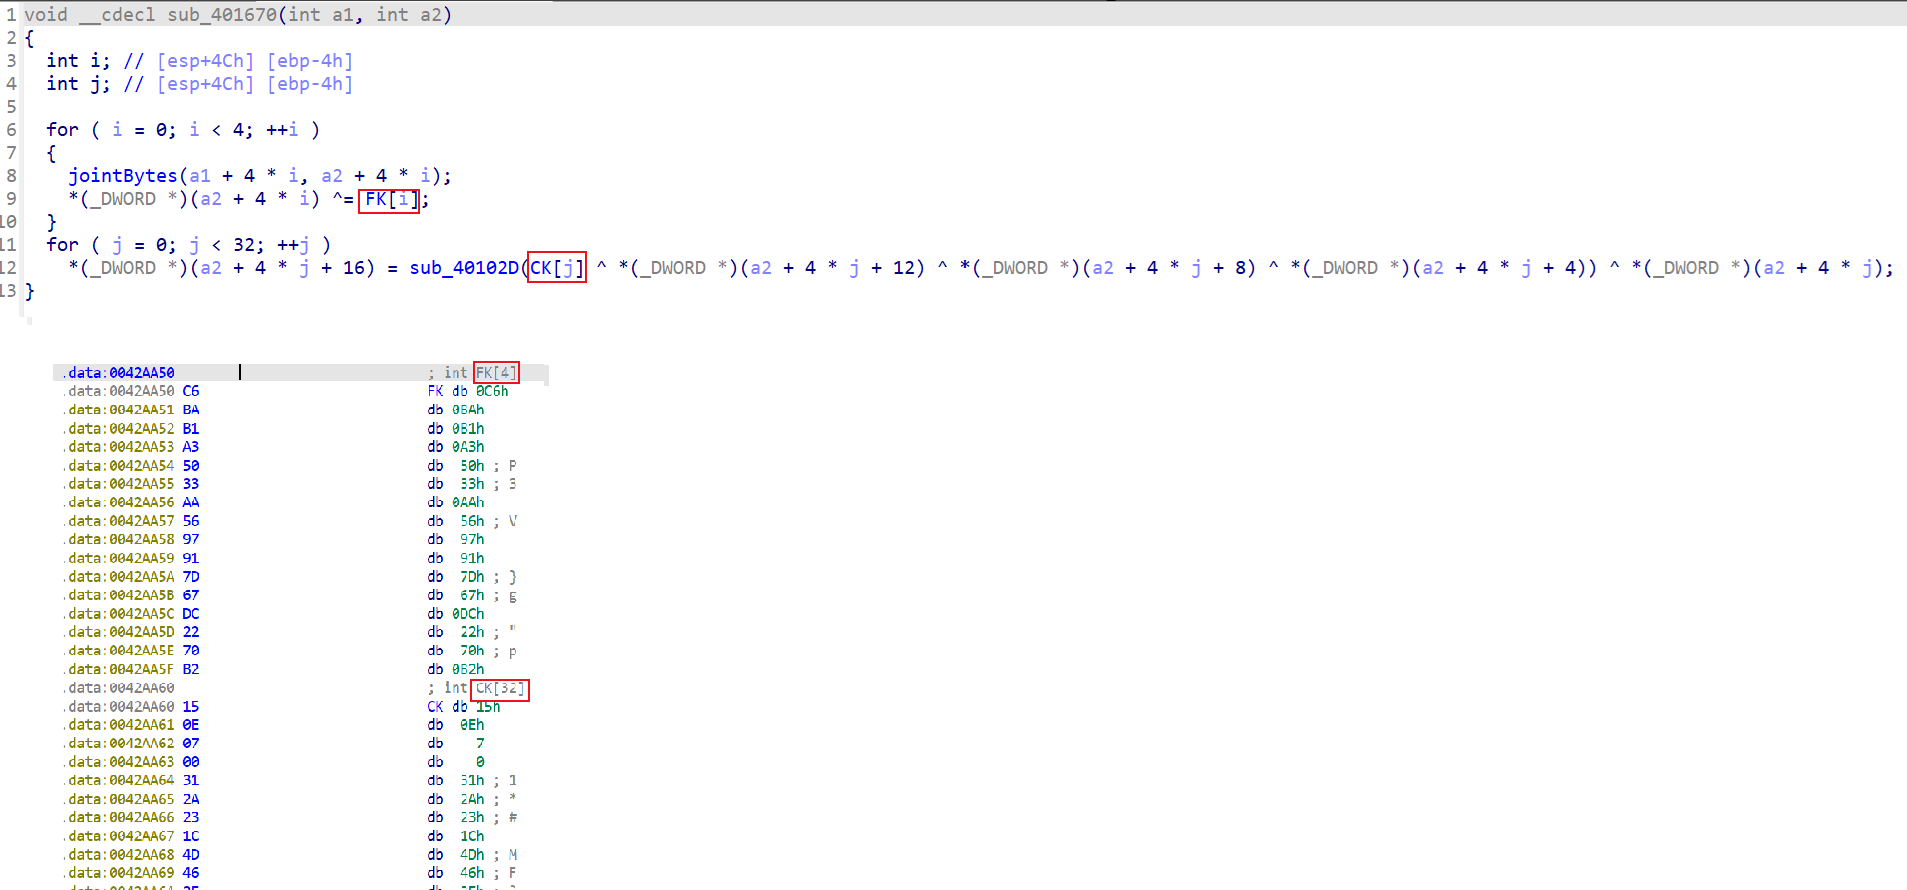 1 void __cdecl sub_401670(int a1, int a2)
2 {
3 int i; // [esp+4Ch] [ebp-4h]
4 int j; // [esp+4Ch] [ebp-4h]
5
6 for ( i = 0; i < 4; ++i )
7 {
8 jointBytes(a1 + 4 * i, a2 + 4 * i);
9 *(_DWORD *)(a2 + 4 * i) ^= FK[i];
10 }
11 for ( j = 0; j < 32; ++j )
12 *(_DWORD *)(a2 + 4 * j + 16) = sub_40102D(CK[j] ^ *(_DWORD *)(a2 + 4 * j + 12) ^ *(_DWORD *)(a2 + 4 * j + 8) ^ *(_DWORD *)(a2 + 4 * j + 4)) ^ *(_DWORD *)(a2 + 4 * j);
13 }
.data:0042AA50 ; int FK[4]
.data:0042AA50 C6 FK db 0C6h
.data:0042AA51 BA db 0BAh
.data:0042AA52 B1 db 0B1h
.data:0042AA53 A3 db 0A3h
.data:0042AA54 50 db 50h ; P
.data:0042AA55 33 db 33h ; 3
.data:0042AA56 AA db 0AAh
.data:0042AA57 56 db 56h ; V
.data:0042AA58 97 db 97h
.data:0042AA59 91 db 91h
.data:0042AA5A 7D db 7Dh ; }
.data:0042AA5B 67 db 67h ; g
.data:0042AA5C DC db 0DCh
.data:0042AA5D 22 db 22h ; "
.data:0042AA5E 70 db 70h ; p
.data:0042AA5F B2 db 0B2h
.data:0042AA60 ; int CK[32]
.data:0042AA60 15 CK db 15h
.data:0042AA61 0E db 0Eh
.data:0042AA62 07 db 7
.data:0042AA63 00 db 0
.data:0042AA64 31 db 31h ; 1
.data:0042AA65 2A db 2Ah ; *
.data:0042AA66 23 db 23h ; #
.data:0042AA67 1C db 1Ch
.data:0042AA68 4D db 4Dh ; M
.data:0042AA69 46 db 46h ; F